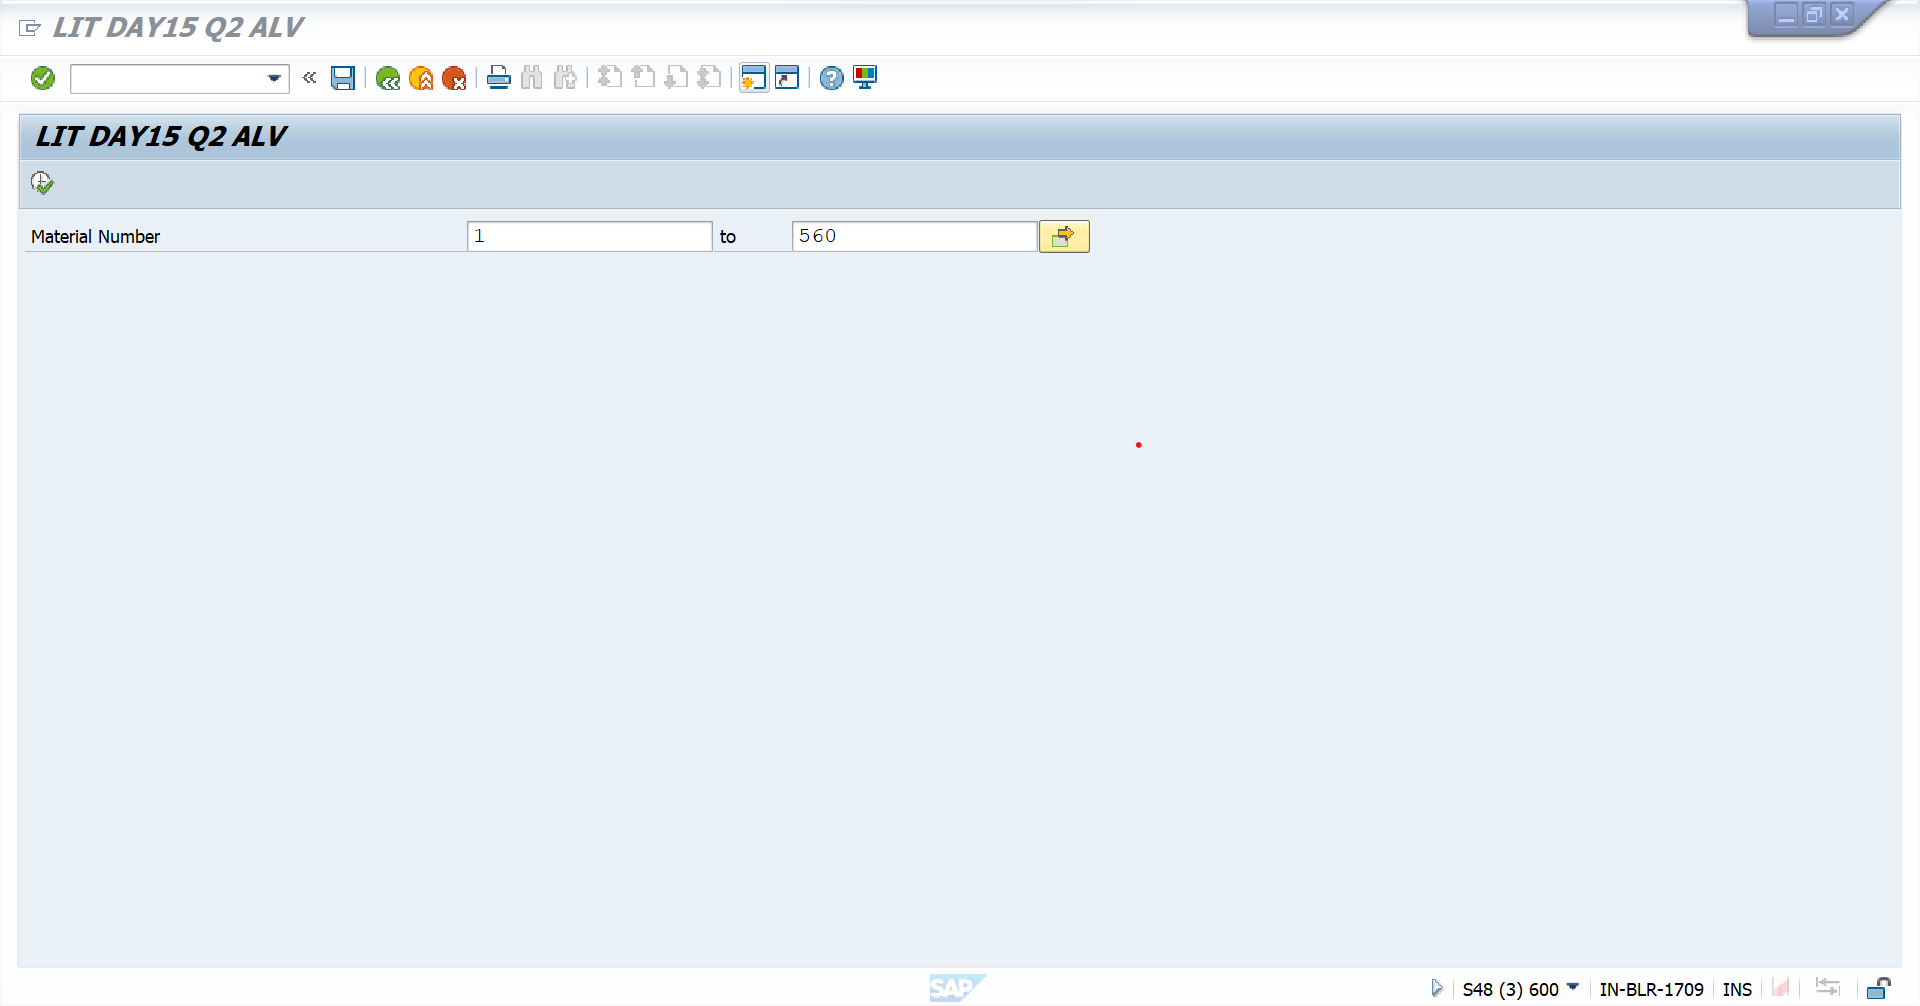 LIT DAY15 Q2 ALV
LIT DAY15 Q2 ALV
Material Number 1 to 560
SAP S48 (3) 600 IN-BLR-1709 INS